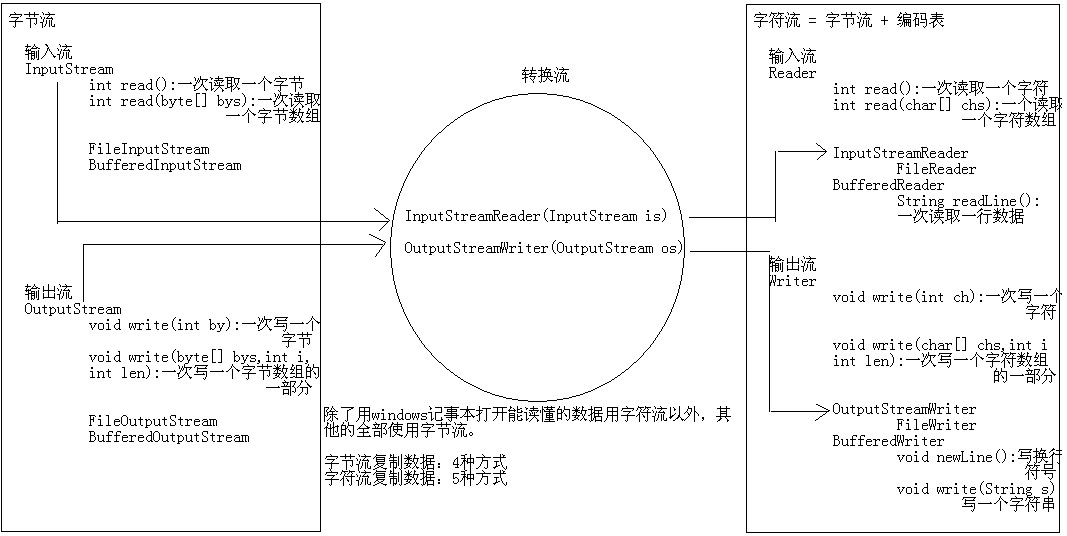 字节流
输入流
InputStream
int read():一次读取一个字节
int read(byte[] bys):一次读取
一个字节数组
FileInputStream
BufferedInputStream
输出流
OutputStream
void write(int by):一次写一个
字节
void write(byte[] bys,int i,
int len):一次写一个字节数组的
一部分
FileOutputStream
BufferedOutputStream
转换流
InputStreamReader(InputStream is)
OutputStreamWriter(OutputStream os)
除了用windows记事本打开能读懂的数据用字符流以外，其
他的全部使用字节流。
字节流复制数据：4种方式
字符流复制数据：5种方式
字符流 = 字节流 + 编码表
输入流
Reader
int read():一次读取一个字符
int read(char[] chs):一个读取
一个字符数组
InputStreamReader
FileReader
BufferedReader
String readLine():
一次读取一行数据
输出流
Writer
void write(int ch):一次写一个
字符
void write(char[] chs,int i
int len):一次写一个字符数组
的一部分
OutputStreamWriter
FileWriter
BufferedWriter
void newLine():写换行
符号
void write(String s)
写一个字符串